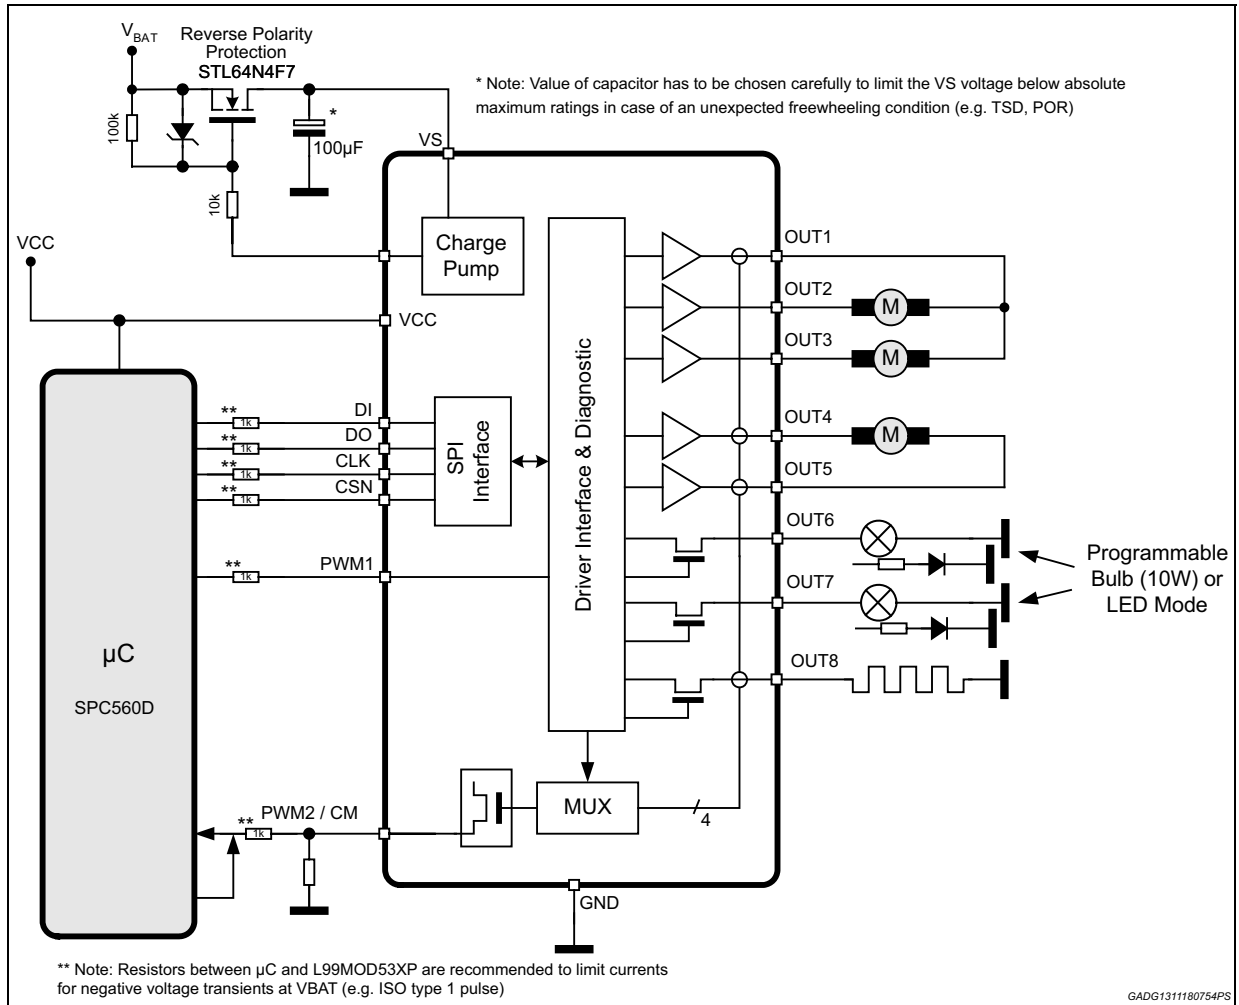 VBAT
Reverse Polarity
Protection
STL64N4F7
* Note: Value of capacitor has to be chosen carefully to limit the VS voltage below absolute
maximum ratings in case of an unexpected freewheeling condition (e.g. TSD, POR)
100k
*
100µF
VS
10k
VCC
Charge
Pump
VCC
OUT1
OUT2
M
OUT3
M
OUT4
M
OUT5
OUT6
OUT7
OUT8
Programmable
Bulb (10W) or
LED Mode
Driver Interface & Diagnostic
SPI
Interface
** 1k DI
** 1k DO
** 1k CLK
** 1k CSN
** 1k PWM1
µC
SPC560D
PWM2 / CM
** 1k
MUX
4
GND
** Note: Resistors between µC and L99MOD53XP are recommended to limit currents
for negative voltage transients at VBAT (e.g. ISO type 1 pulse)
GADG1311180754PS